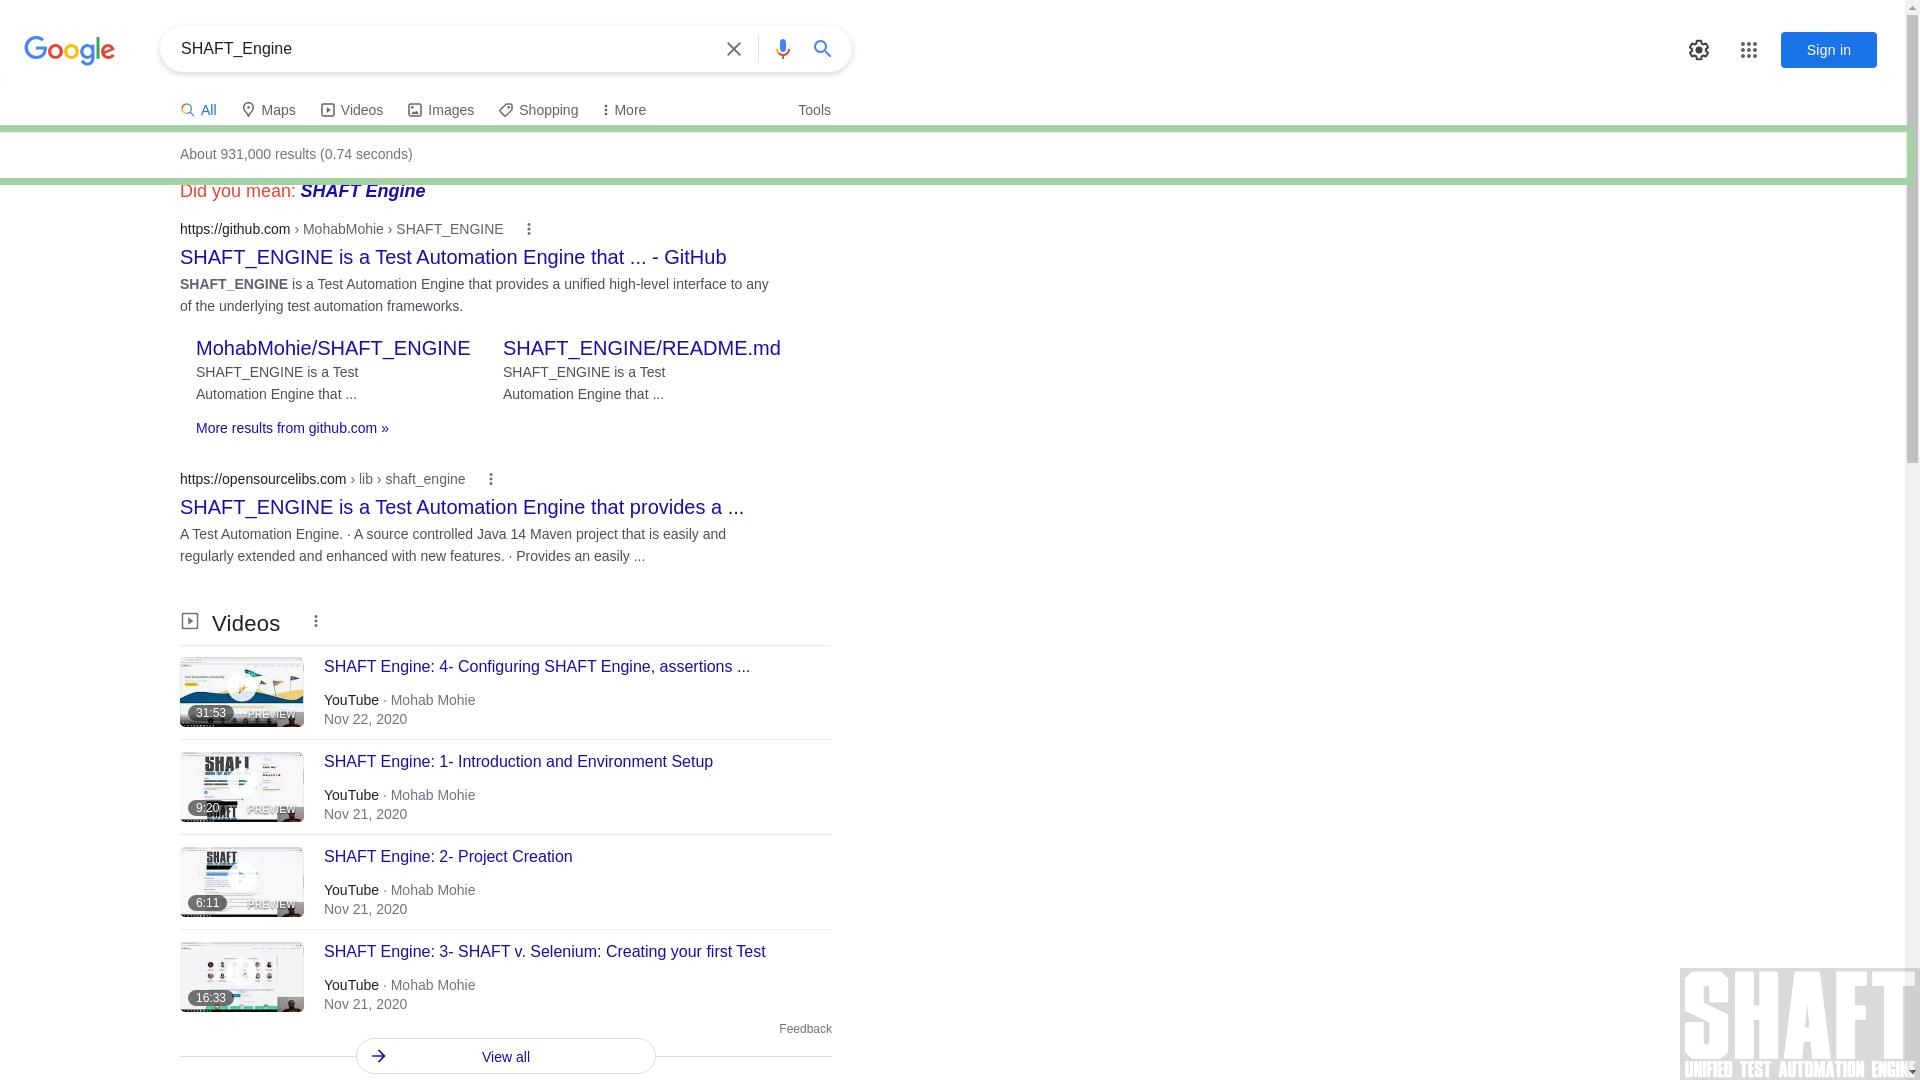 Google
SHAFT_Engine
Sign in
All
Maps
Videos
Images
Shopping
More
Tools
About 931,000 results (0.74 seconds)
Did you mean: SHAFT Engine
https://github.com › MohabMohie › SHAFT_ENGINE
SHAFT_ENGINE is a Test Automation Engine that ... - GitHub
SHAFT_ENGINE is a Test Automation Engine that provides a unified high-level interface to any
of the underlying test automation frameworks.
MohabMohie/SHAFT_ENGINE
SHAFT_ENGINE is a Test
Automation Engine that ...
SHAFT_ENGINE/README.md
SHAFT_ENGINE is a Test
Automation Engine that ...
More results from github.com »
https://opensourcelibs.com › lib › shaft_engine
SHAFT_ENGINE is a Test Automation Engine that provides a ...
A Test Automation Engine. · A source controlled Java 14 Maven project that is easily and
regularly extended and enhanced with new features. · Provides an easily ...
Videos
31:53
PREVIEW
SHAFT Engine: 4- Configuring SHAFT Engine, assertions ...
YouTube · Mohab Mohie
Nov 22, 2020
SHAFT
9:20
PREVIEW
SHAFT
SHAFT Engine: 1- Introduction and Environment Setup
YouTube · Mohab Mohie
Nov 21, 2020
SHAFT
6:11
PREVIEW
SHAFT Engine: 2- Project Creation
YouTube · Mohab Mohie
Nov 21, 2020
16:33
SHAFT Engine: 3- SHAFT v. Selenium: Creating your first Test
YouTube · Mohab Mohie
Nov 21, 2020
Feedback
View all
SHAFT
UNIFIED TEST AUTOMATION ENGINE